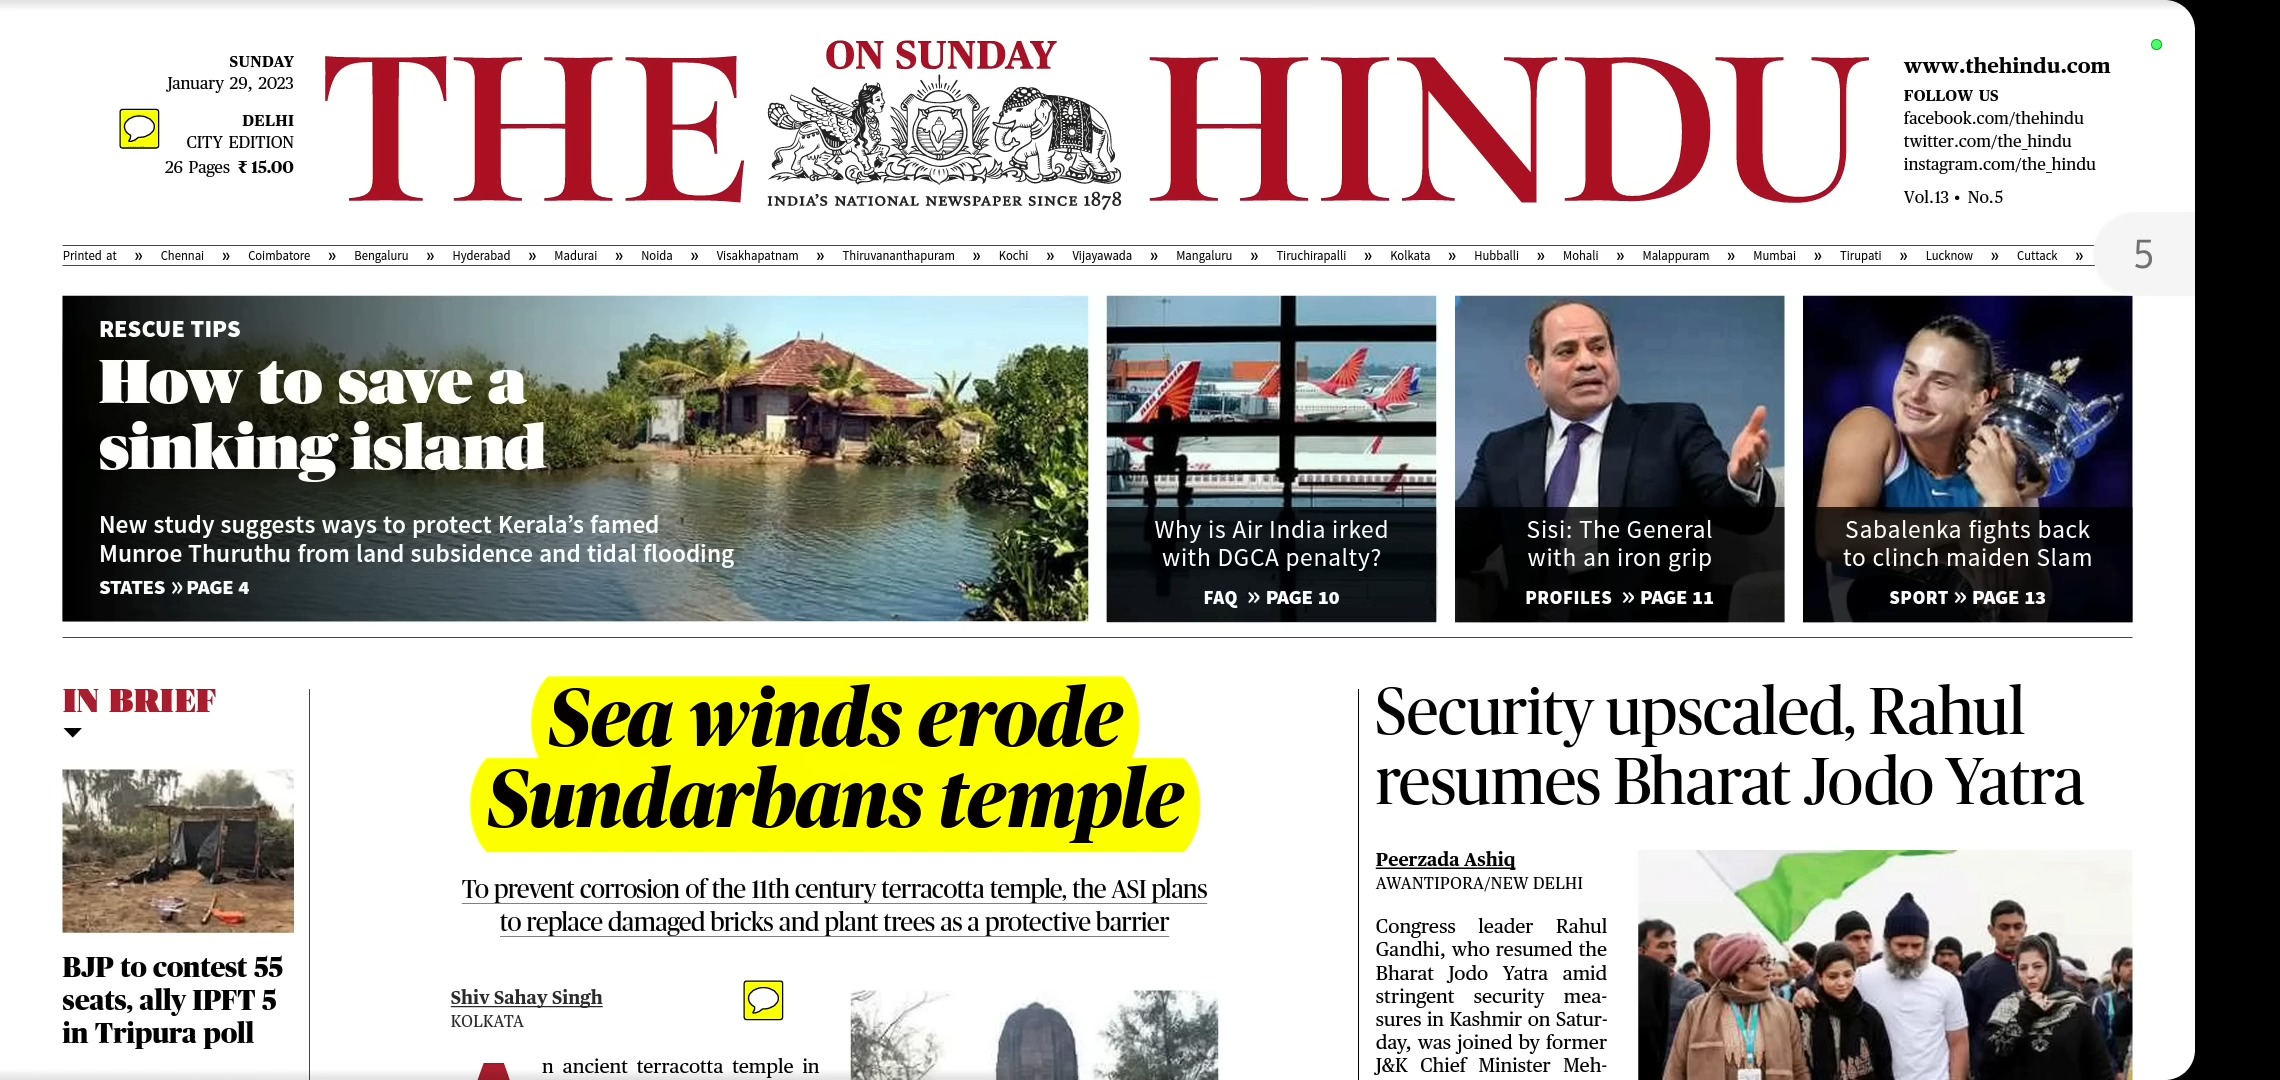 SUNDAY
January 29, 2023
DELHI
CITY EDITION
26 Pages ₹ 15.00
THE HINDU
ON SUNDAY
INDIA'S NATIONAL NEWSPAPER SINCE 1878
www.thehindu.com
FOLLOW US
facebook.com/thehindu
twitter.com/the_hindu
instagram.com/the_hindu
Vol.13 • No.5
5
Printed at » Chennai » Coimbatore » Bengaluru » Hyderabad » Madurai » Noida » Visakhapatnam » Thiruvananthapuram » Kochi » Vijayawada » Mangaluru » Tiruchirapalli » Kolkata » Hubballi » Mohali » Malappuram » Mumbai » Tirupati » Lucknow » Cuttack »
RESCUE TIPS
How to save a
sinking island
New study suggests ways to protect Kerala's famed
Munroe Thuruthu from land subsidence and tidal flooding
STATES » PAGE 4
AIR INDIA
Why is Air India irked
with DGCA penalty?
FAQ » PAGE 10
Sisi: The General
with an iron grip
PROFILES » PAGE 11
Sabalenka fights back
to clinch maiden Slam
SPORT » PAGE 13
IN BRIEF
BJP to contest 55
seats, ally IPFT 5
in Tripura poll
Sea winds erode
Sundarbans temple
To prevent corrosion of the 11th century terracotta temple, the ASI plans
to replace damaged bricks and plant trees as a protective barrier
Shiv Sahay Singh
KOLKATA
An ancient terracotta temple in
Security upscaled, Rahul
resumes Bharat Jodo Yatra
Peerzada Ashiq
AWANTIPORA/NEW DELHI
Congress leader Rahul
Gandhi, who resumed the
Bharat Jodo Yatra amid
stringent security mea-
sures in Kashmir on Satur-
day, was joined by former
J&K Chief Minister Meh-